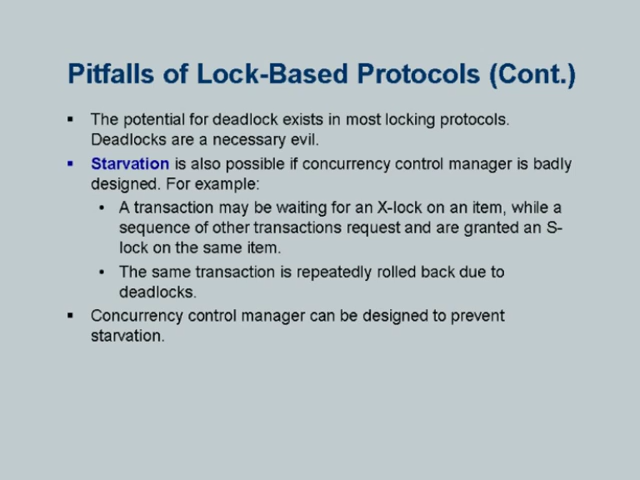 Pitfalls of Lock-Based Protocols (Cont.)
▪ The potential for deadlock exists in most locking protocols.
Deadlocks are a necessary evil.
▪ Starvation is also possible if concurrency control manager is badly
designed. For example:
• A transaction may be waiting for an X-lock on an item, while a
sequence of other transactions request and are granted an S-
lock on the same item.
• The same transaction is repeatedly rolled back due to
deadlocks.
▪ Concurrency control manager can be designed to prevent
starvation.